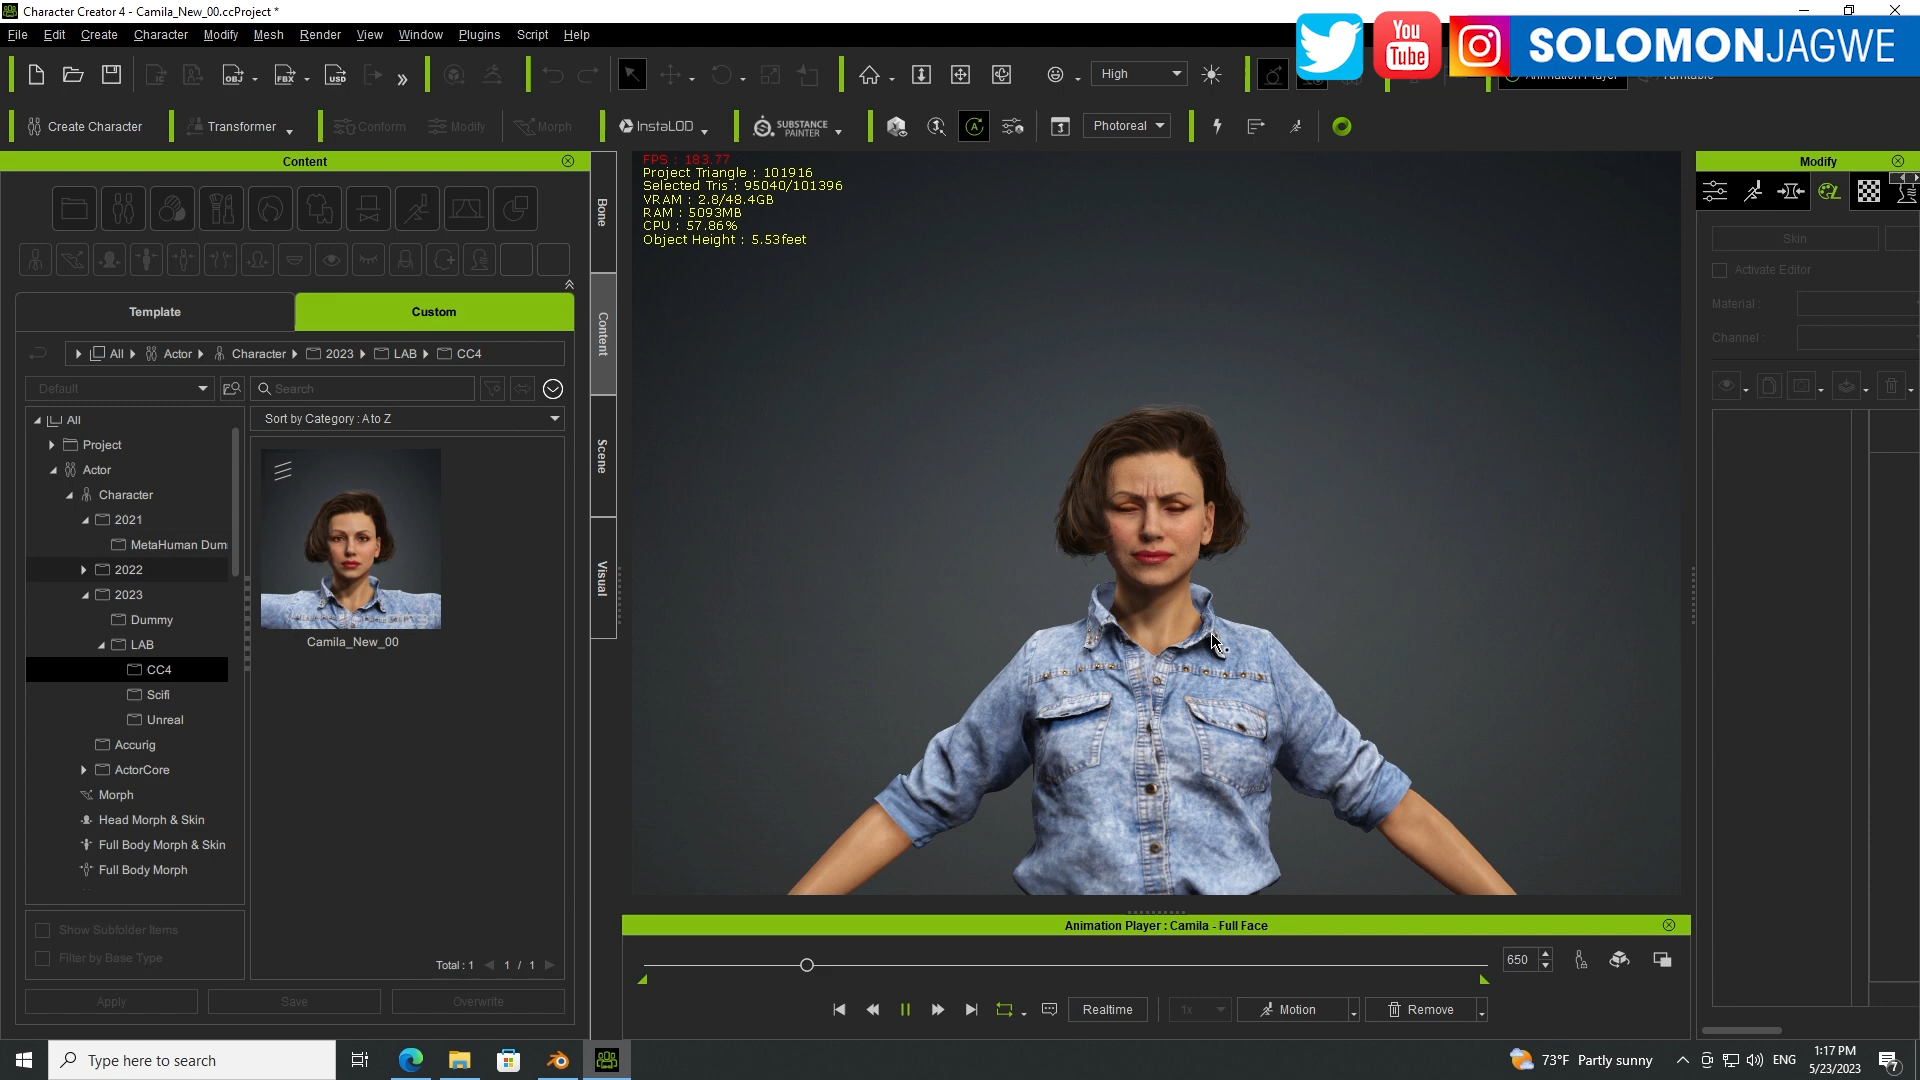 Character Creator 4 - Camila_New_00.ccProject *
File Edit Create Character Modify Mesh Render View Window Plugins Script Help
You Tube
SOLOMONJAGWE
OBJ FBX USD
High
Create Character
Transformer
Conform
Modify
Morph
InstaLOD
SUBSTANCE PAINTER
Photoreal
Content
Template
Custom
All Actor Character 2023 LAB CC4
Default
Search
Sort by Category : A to Z
All
Project
Actor
Character
2021
MetaHuman Dum
2022
2023
Dummy
LAB
CC4
Scifi
Unreal
Accurig
ActorCore
Morph
Head Morph & Skin
Full Body Morph & Skin
Full Body Morph
Camila_New_00
Show Subfolder Items
Filter by Base Type
Total : 1 1 / 1
Apply
Save
Overwrite
Bone
Content
Scene
Visual
FPS : 183.77
Project Triangle : 101916
Selected Tris : 95040/101396
VRAM : 2.8/48.4GB
RAM : 5093MB
CPU : 57.86%
Object Height : 5.53feet
Animation Player : Camila - Full Face
650
Realtime
1x
Motion
Remove
Modify
Skin
Activate Editor
Material :
Channel :
Type here to search
73°F Partly sunny
ENG
1:17 PM
5/23/2023
7